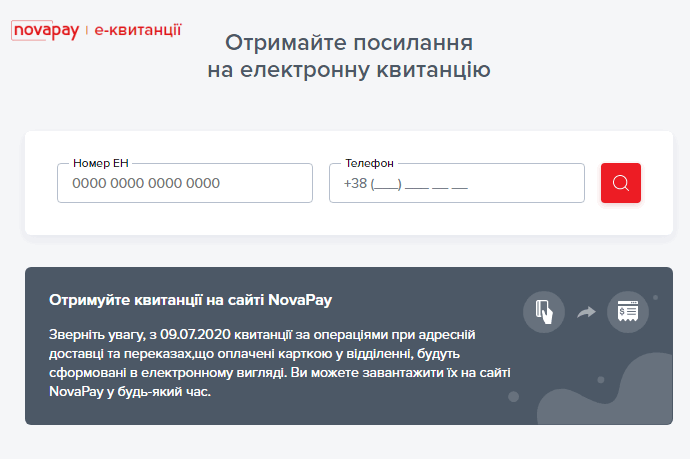 novapay е-квитанції
Отримайте посилання
на електронну квитанцію
Номер ЕН
0000 0000 0000 0000
Телефон
+38 (___) ___ __ __
Отримуйте квитанції на сайті NovaPay
Зверніть увагу, з 09.07.2020 квитанції за операціями при адресній
доставці та переказах,що оплачені карткою у відділенні, будуть
сформовані в електронному вигляді. Ви можете завантажити їх на сайті
NovaPay у будь-який час.